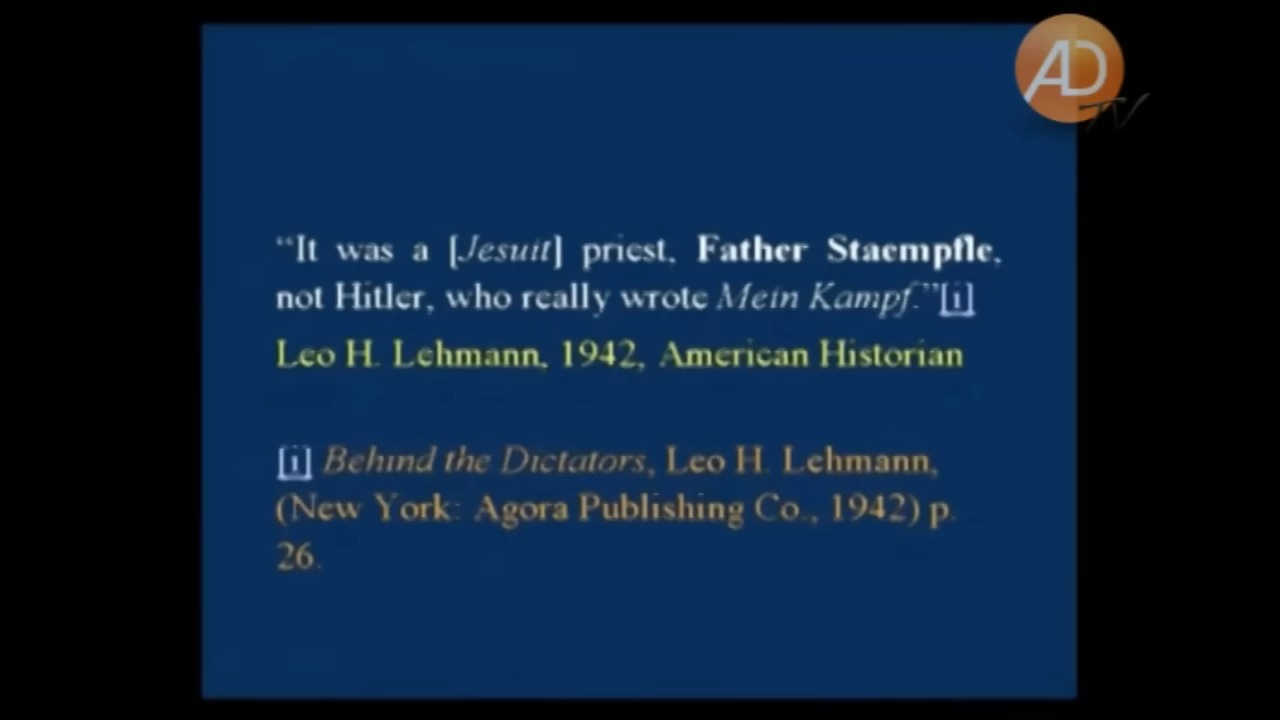 AD
TV
“It was a [Jesuit] priest, Father Staempfle,
not Hitler, who really wrote Mein Kampf.”[i]
Leo H. Lehmann, 1942, American Historian
[i] Behind the Dictators, Leo H. Lehmann,
(New York: Agora Publishing Co., 1942) p.
26.